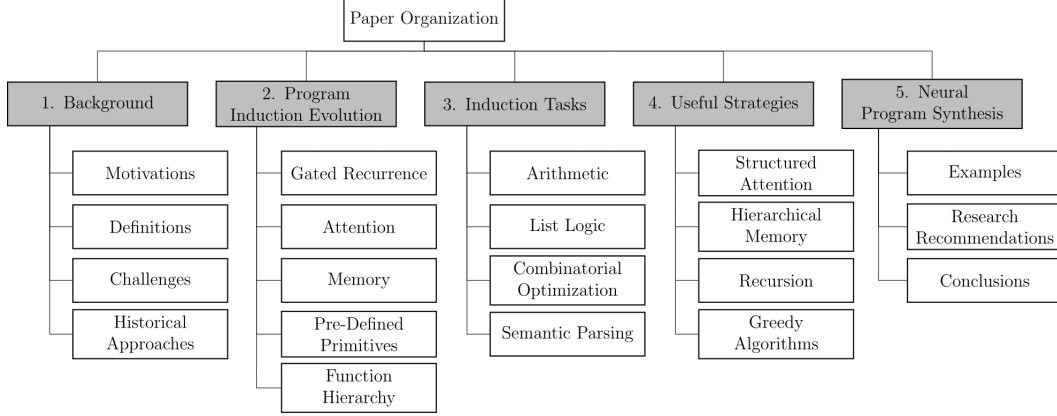 Paper Organization
1. Background
Motivations
Definitions
Challenges
Historical
Approaches
2. Program
Induction Evolution
Gated Recurrence
Attention
Memory
Pre-Defined
Primitives
Function
Hierarchy
3. Induction Tasks
Arithmetic
List Logic
Combinatorial
Optimization
Semantic Parsing
4. Useful Strategies
Structured
Attention
Hierarchical
Memory
Recursion
Greedy
Algorithms
5. Neural
Program Synthesis
Examples
Research
Recommendations
Conclusions